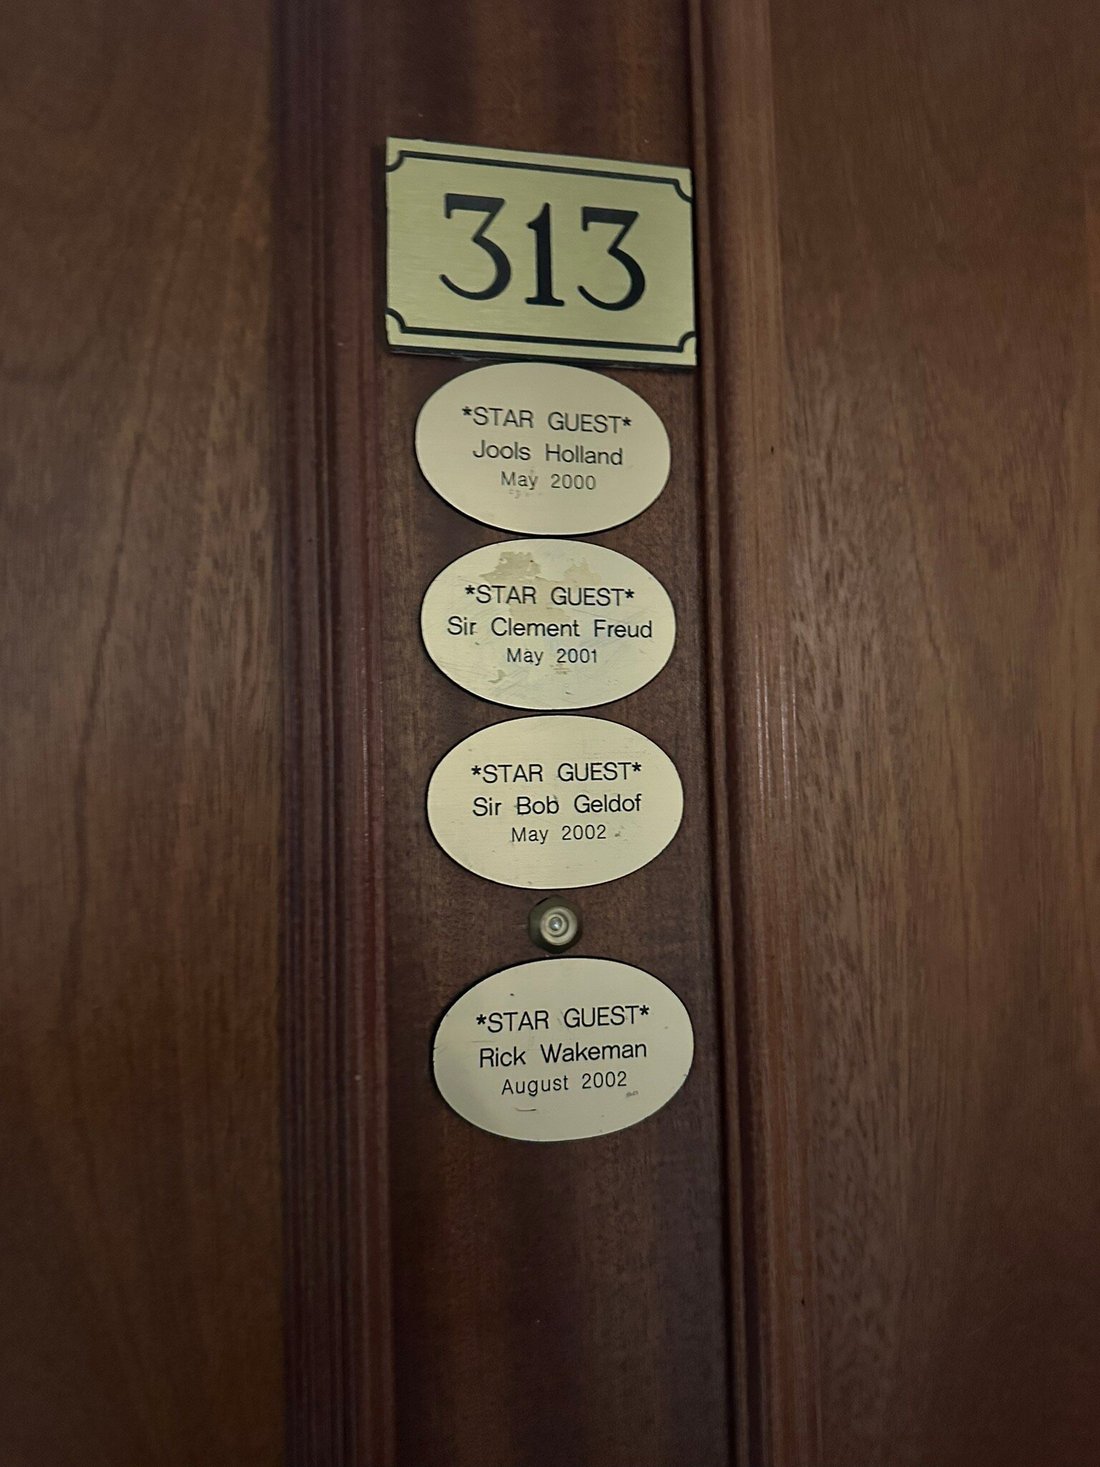 313
*STAR GUEST*
Jools Holland
May 2000
*STAR GUEST*
Sir Clement Freud
May 2001
*STAR GUEST*
Sir Bob Geldof
May 2002
*STAR GUEST*
Rick Wakeman
August 2002